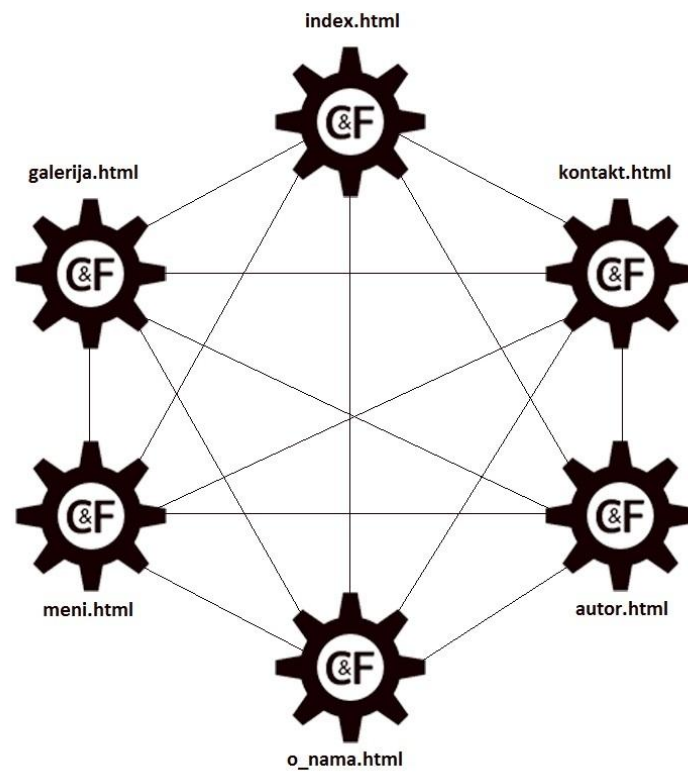 index.html
C&F
galerija.html
kontakt.html
C&F
C&F
C&F
C&F
meni.html
autor.html
C&F
o_nama.html